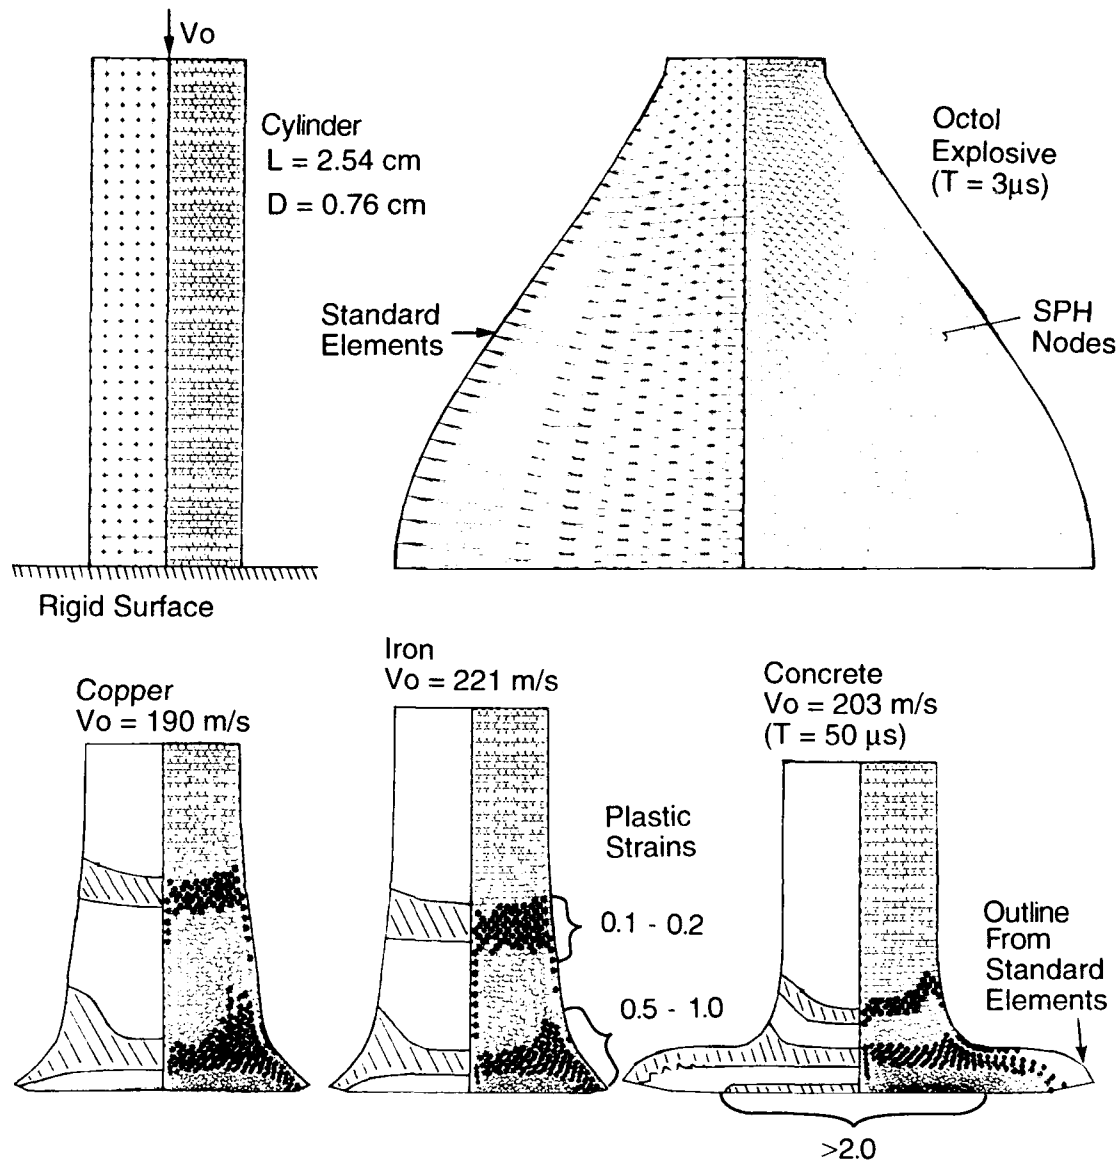 Vo
Cylinder
L = 2.54 cm
D = 0.76 cm
Rigid Surface
Octol
Explosive
(T = 3μs)
Standard
Elements
SPH
Nodes
Copper
Vo = 190 m/s
Iron
Vo = 221 m/s
Concrete
Vo = 203 m/s
(T = 50 μs)
Plastic
Strains
0.1 - 0.2
0.5 - 1.0
Outline
From
Standard
Elements
>2.0